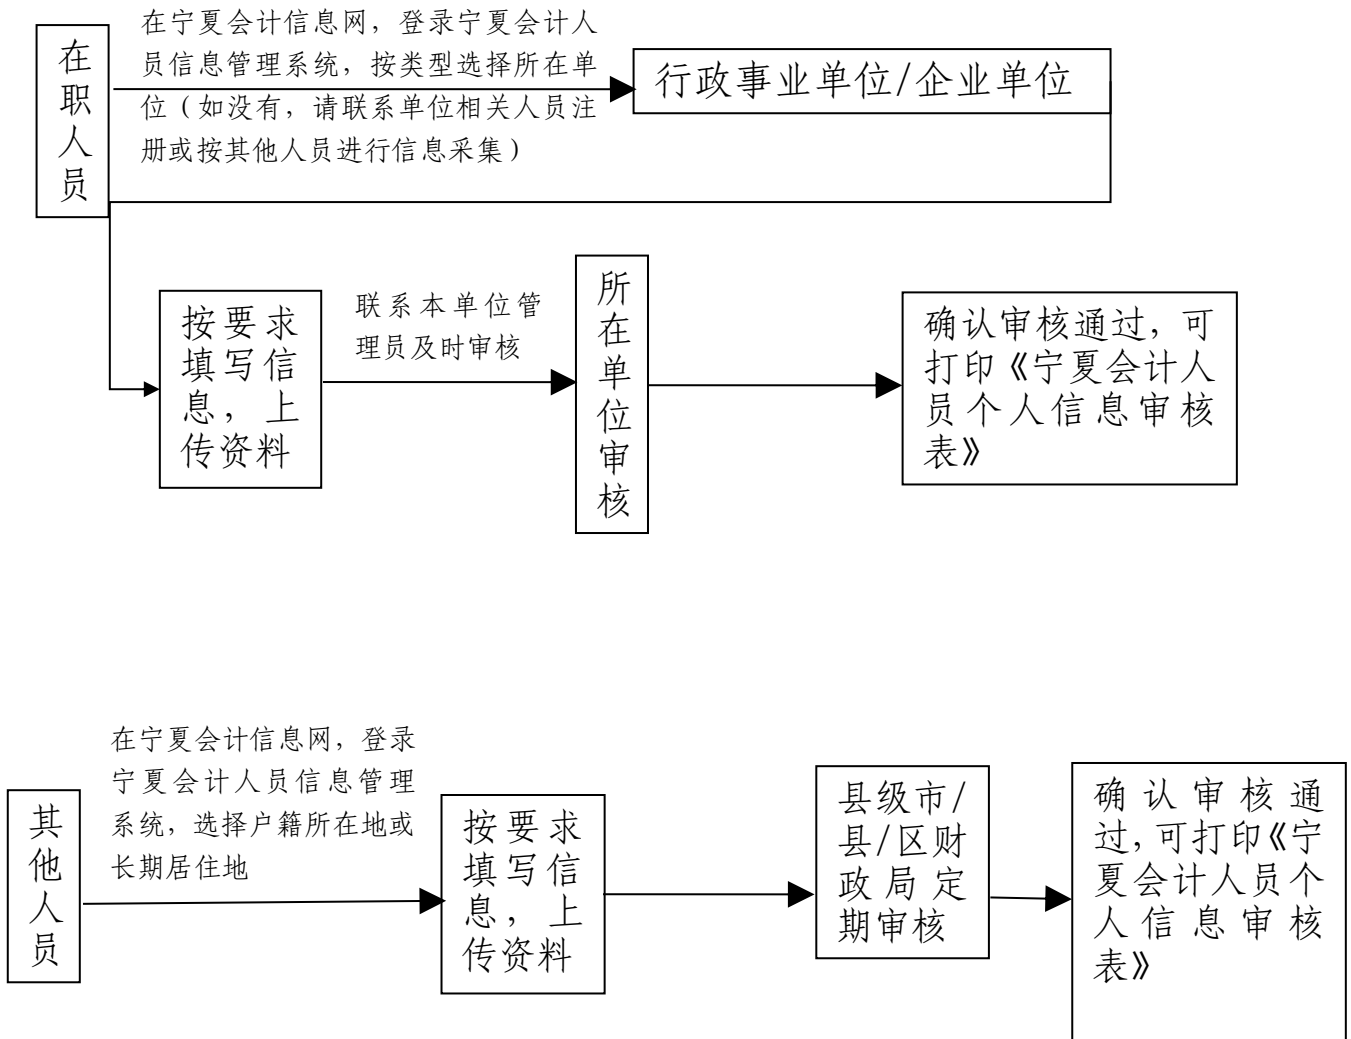 在职人员
在宁夏会计信息网，登录宁夏会计人
员信息管理系统，按类型选择所在单
位（如没有，请联系单位相关人员注
册或按其他人员进行信息采集）
行政事业单位/企业单位
按要求
填写信
息，上
传资料
联系本单位管
理员及时审核
所在单位审核
确认审核通过，可
打印《宁夏会计人
员个人信息审核
表》
其他人员
在宁夏会计信息网，登录
宁夏会计人员信息管理
系统，选择户籍所在地或
长期居住地
按要求
填写信
息，上
传资料
县级市/
县/区财
政局定
期审核
确认审核通
过，可打印《宁
夏会计人员个
人信息审核
表》